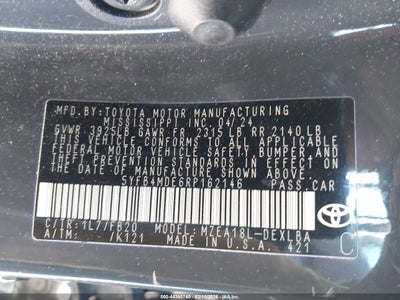 MFD.BY: TOYOTA MOTOR MANUFACTURING
MISSISSIPPI, INC. 04/24
GVWR 3925LB GAWR FR 2315 LB RR 2140 LB
THIS VEHICLE CONFORMS TO ALL APPLICABLE
FEDERAL MOTOR VEHICLE SAFETY, BUMPER AND
THEFT PREVENTION STANDARDS IN EFFECT ON
THE DATE OF MANUFACTURE SHOWN ABOVE.
5YFB4MDE6RP162146 PASS.CAR
C/TR: 1L7/FB20 MODEL: MZEA18L-DEXLBA
A/TM: /K121 MADE IN U.S.A. 421
C
TOYOTA